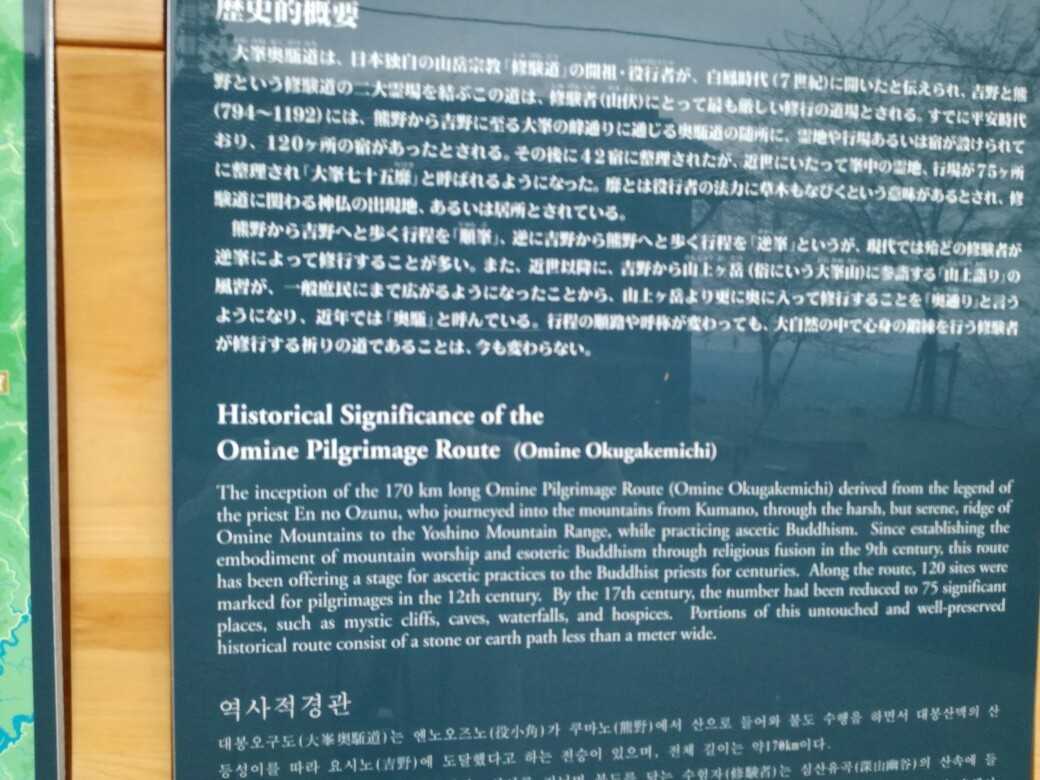 歴史的概要
大峯奥駈道は、日本独自の山岳宗教「修験道」の開祖・役行者が、白鳳時代(7世紀)に開いたと伝えられ、吉野と熊
野という修験道の二大霊場を結ぶこの道は、修験者(山伏)にとって最も厳しい修行の道場とされる。すでに平安時代
(794〜1192)には、熊野から吉野に至る大峯の峰通りに通じる奥駈道の随所に、霊地や行場あるいは宿が設けられて
おり、120ヶ所の宿があったとされる。その後に42宿に整理されたが、近世にいたって峯中の霊地、行場が75ヶ所
に整理され「大峯七十五靡」と呼ばれるようになった。靡とは役行者の法力に草木もなびくという意味があるとされ、修
験道に関わる神仏の出現地、あるいは居所とされている。
熊野から吉野へと歩く行程を「順峯」、逆に吉野から熊野へと歩く行程を「逆峯」というが、現代では殆どの修験者が
逆峯によって修行することが多い。また、近世以降に、吉野から山上ヶ岳(俗にいう大峯山)に参詣する「山上詣り」の
風習が、一般庶民にまで広がるようになったことから、山上ヶ岳より更に奥に入って修行することを「奥通り」と言う
ようになり、近年では「奥駈」と呼んでいる。行程の順路や呼称が変わっても、大自然の中で心身の鍛練を行う修験者
が修行する祈りの道であることは、今も変わらない。
Historical Significance of the
Omine Pilgrimage Route (Omine Okugakemichi)
The inception of the 170 km long Omine Pilgrimage Route (Omine Okugakemichi) derived from the legend of
the priest En no Ozunu, who journeyed into the mountains from Kumano, through the harsh, but serene, ridge of
Omine Mountains to the Yoshino Mountain Range, while practicing ascetic Buddhism. Since establishing the
embodiment of mountain worship and esoteric Buddhism through religious fusion in the 9th century, this route
has been offering a stage for ascetic practices to the Buddhist priests for centuries. Along the route, 120 sites were
marked for pilgrimages in the 12th century. By the 17th century, the number had been reduced to 75 significant
places, such as mystic cliffs, caves, waterfalls, and hospices. Portions of this untouched and well-preserved
historical route consist of a stone or earth path less than a meter wide.
역사적경관
대봉오구도(大峯奥駈道)는 엔노오즈노(役小角)가 쿠마노(熊野)에서 산으로 들어와 불도 수행을 하면서 대봉산맥의 산
등성이를 따라 요시노(吉野)에 도달했다고 하는 전승이 있으며, 전체 길이는 약170km이다.
수험자(修験者)는 심산유곡(深山幽谷)의 산속에 들